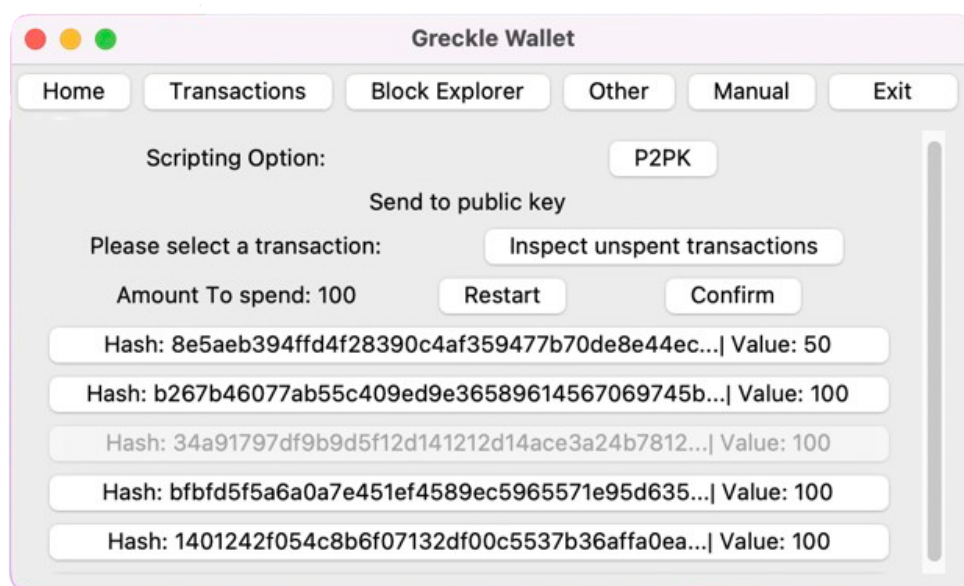 Greckle Wallet
Home Transactions Block Explorer Other Manual Exit
Scripting Option: P2PK
Send to public key
Please select a transaction: Inspect unspent transactions
Amount To spend: 100 Restart Confirm
Hash: 8e5aeb394ffd4f28390c4af359477b70de8e44ec...| Value: 50
Hash: b267b46077ab55c409ed9e36589614567069745b...| Value: 100
Hash: 34a91797df9b9d5f12d141212d14ace3a24b7812...| Value: 100
Hash: bfbfd5f5a6a0a7e451ef4589ec5965571e95d635...| Value: 100
Hash: 1401242f054c8b6f07132df00c5537b36affa0ea...| Value: 100